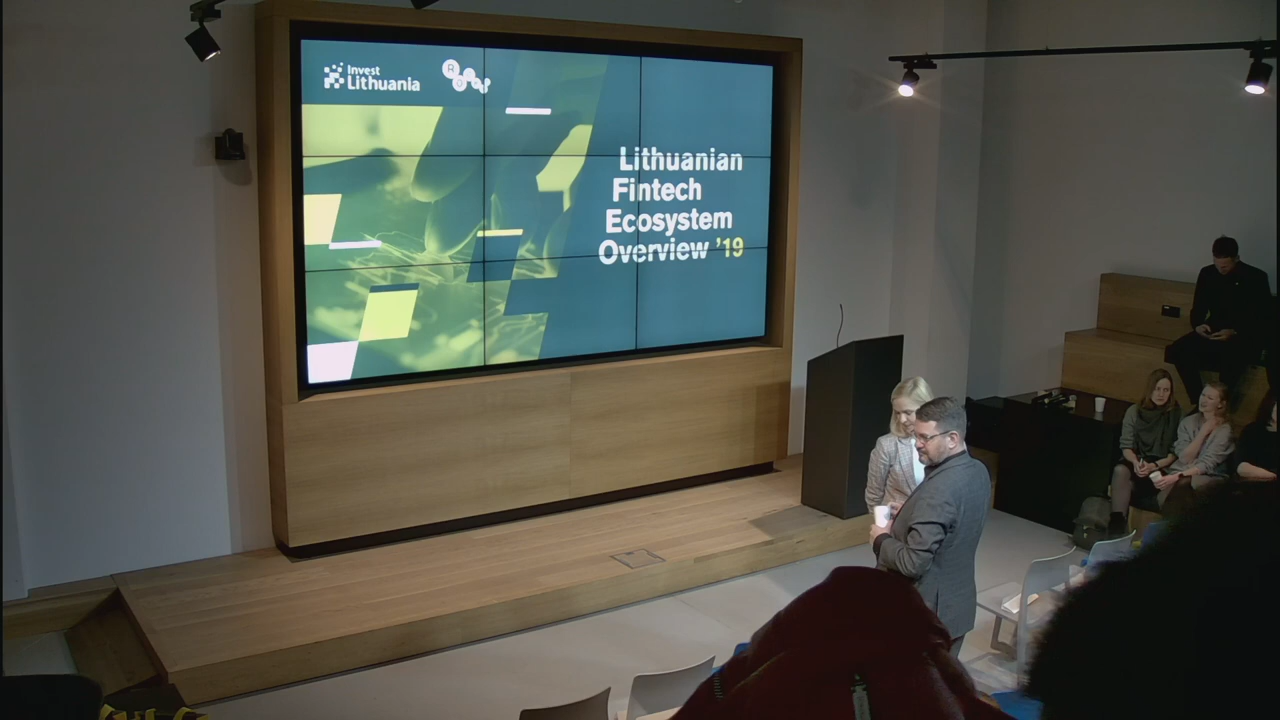 Invest
Lithuania
Lithuanian
Fintech
Ecosystem
Overview '19